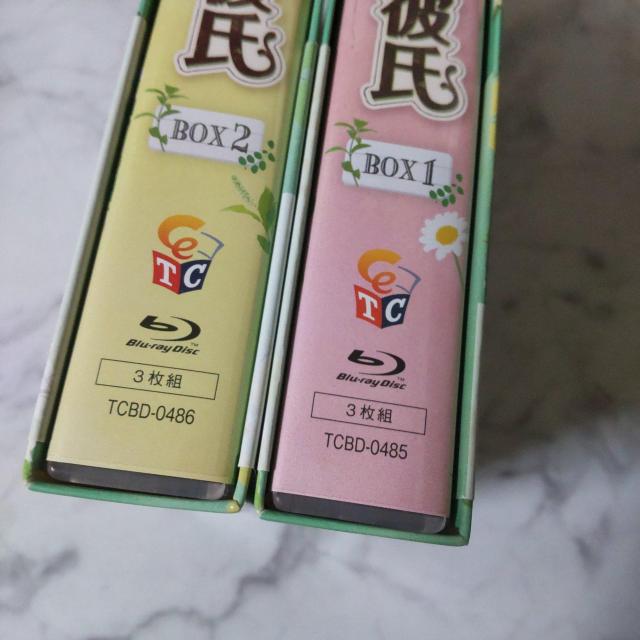 彼氏
BOX 2
TC
Blu-ray Disc
3枚組
TCBD-0486
彼氏
BOX 1
TC
Blu-ray Disc
3枚組
TCBD-0485